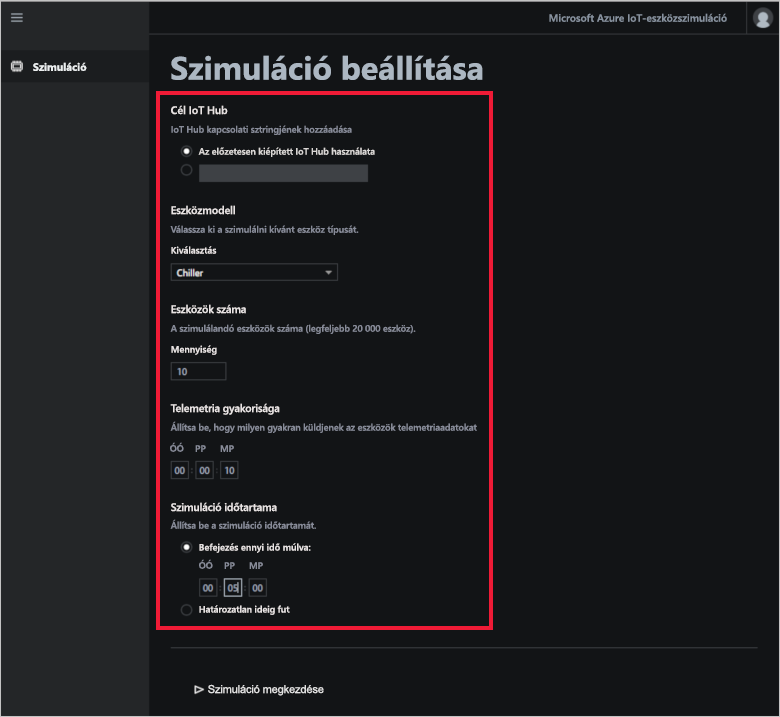 Microsoft Azure IoT-eszközszimuláció
Szimuláció
Szimuláció beállítása
Cél IoT Hub
IoT Hub kapcsolati sztringjének hozzáadása
Az előzetesen kiépített IoT Hub használata
Eszközmodell
Válassza ki a szimulálni kívánt eszköz típusát.
Kiválasztás
Chiller
Eszközök száma
A szimulálandó eszközök száma (legfeljebb 20 000 eszköz).
Mennyiség
10
Telemetria gyakorisága
Állítsa be, hogy milyen gyakran küldjenek az eszközök telemetriaadatokat
ÓÓ PP MP
00 : 00 : 10
Szimuláció időtartama
Állítsa be a szimuláció időtartamát.
Befejezés ennyi idő múlva:
ÓÓ PP MP
00 : 05 : 00
Határozatlan ideig fut
Szimuláció megkezdése